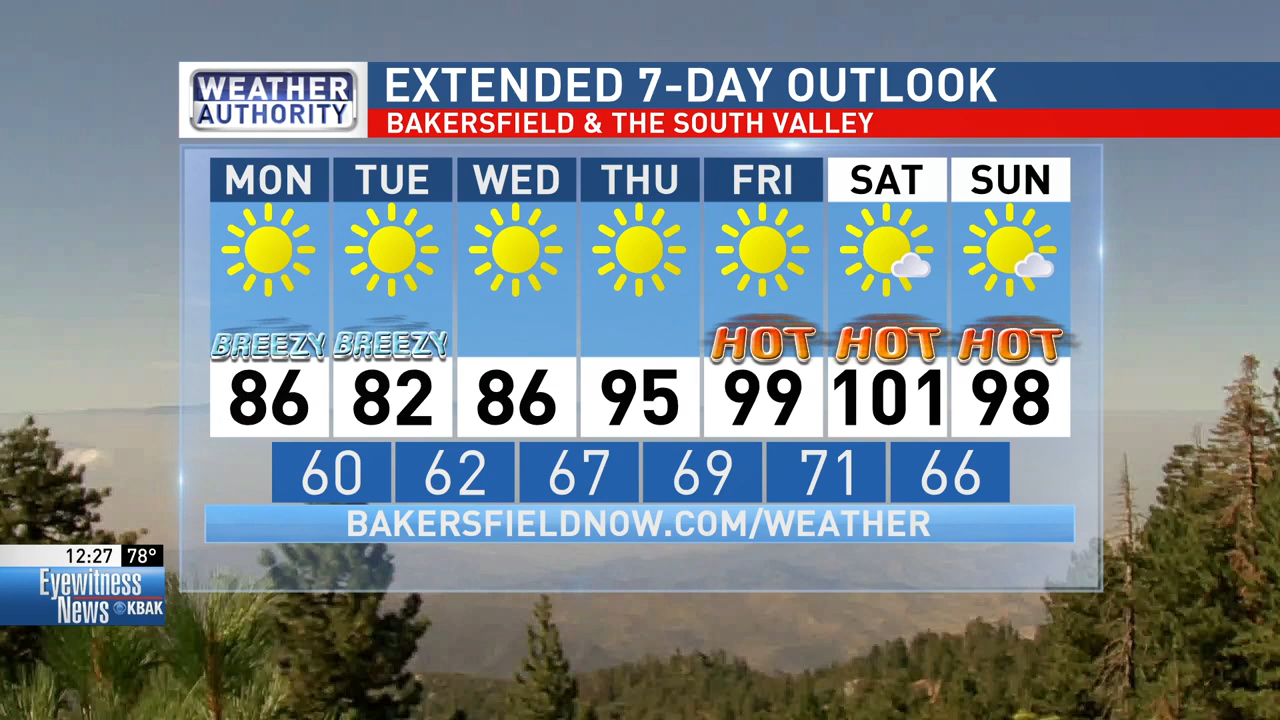 WEATHER
AUTHORITY
EXTENDED 7-DAY OUTLOOK
BAKERSFIELD & THE SOUTH VALLEY
MON TUE WED THU FRI SAT SUN
BREEZY BREEZY HOT HOT HOT
86 82 86 95 99 101 98
60 62 67 69 71 66
BAKERSFIELDNOW.COM/WEATHER
12:27 78°
Eyewitness
News KBAK